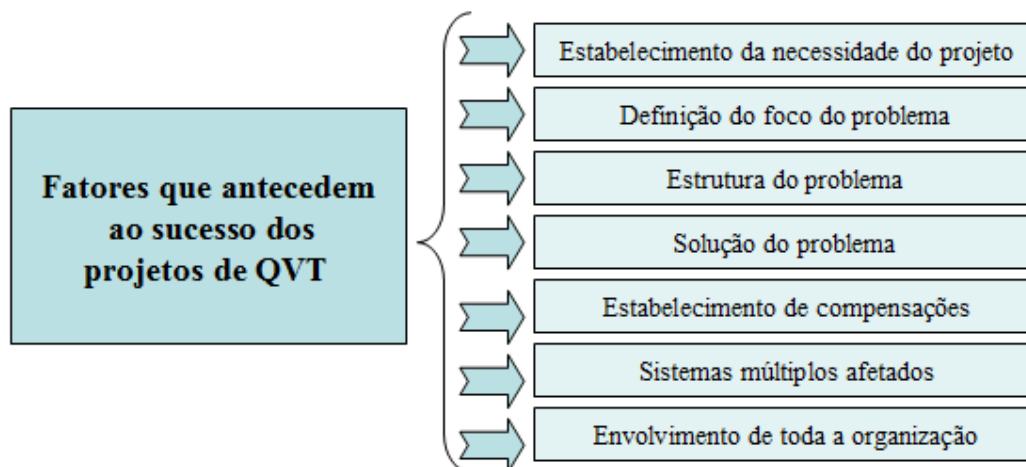 Fatores que antecedem
ao sucesso dos
projetos de QVT
Estabelecimento da necessidade do projeto
Definição do foco do problema
Estrutura do problema
Solução do problema
Estabelecimento de compensações
Sistemas múltiplos afetados
Envolvimento de toda a organização